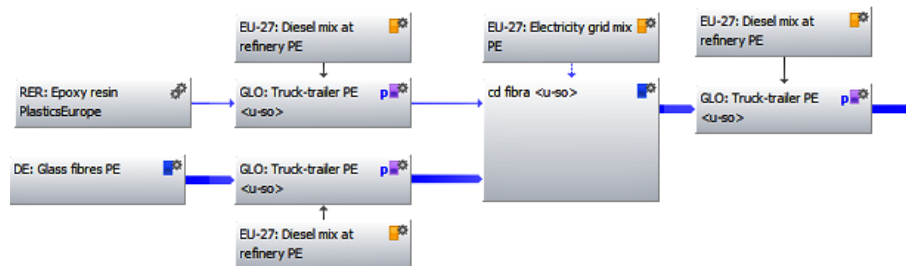 EU-27: Diesel mix at
refinery PE
EU-27: Electricity grid mix
PE
EU-27: Diesel mix at
refinery PE
RER: Epoxy resin
PlasticsEurope
GLO: Truck-trailer PE
<u-so>
p
cd fibra <u-so>
GLO: Truck-trailer PE
<u-so>
p
DE: Glass fibres PE
GLO: Truck-trailer PE
<u-so>
p
EU-27: Diesel mix at
refinery PE